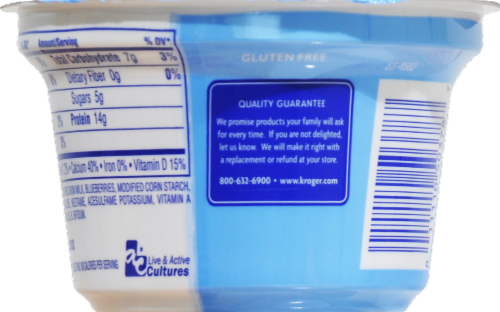 Amount/Serving % DV*
Total Carbohydrate 7g 3%
Dietary Fiber 0g 0%
Sugars 5g
Protein 14g
• Calcium 40% • Iron 0% • Vitamin D 15%
MILK, BLUEBERRIES, MODIFIED CORN STARCH,
ACESULFAME POTASSIUM, VITAMIN A
Live & Active
Cultures
GLUTEN FREE
QUALITY GUARANTEE
We promise products your family will ask
for every time. If you are not delighted,
let us know. We will make it right with
a replacement or refund at your store.
800-632-6900 • www.kroger.com